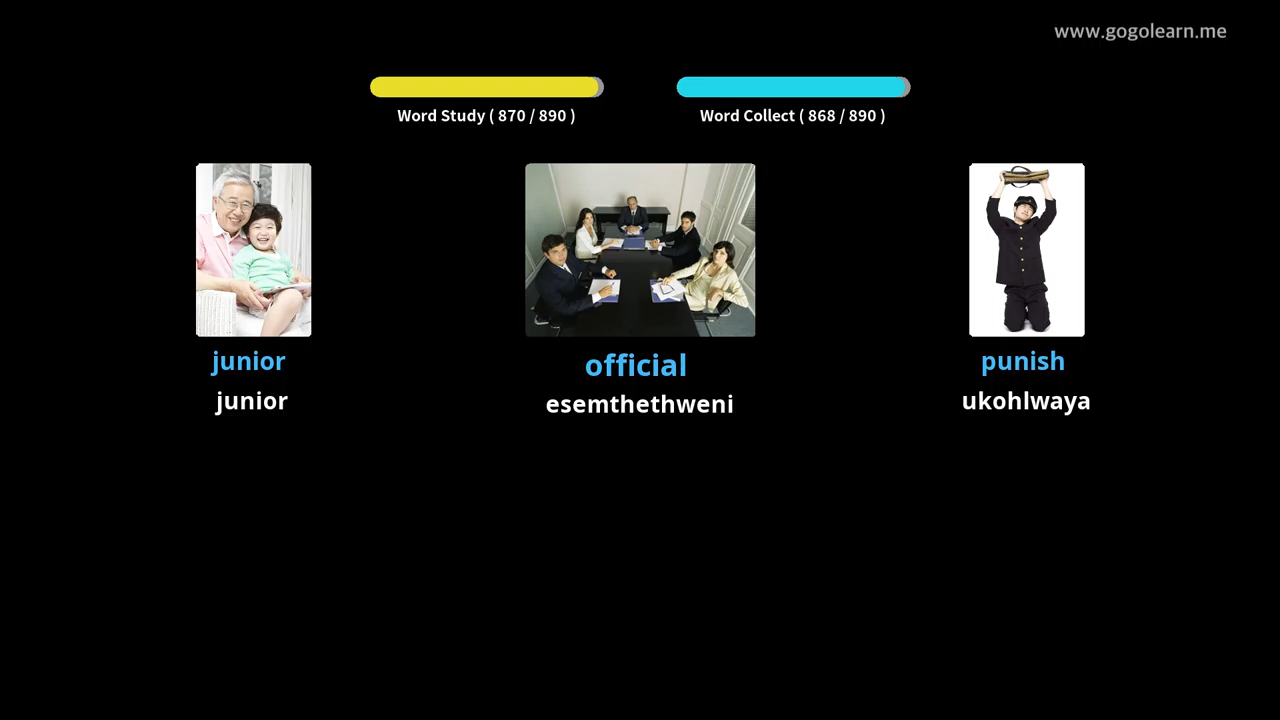 www.gogolearn.me
Word Study ( 870 / 890 )
Word Collect ( 868 / 890 )
junior
official
punish
junior
esemthethweni
ukohlwaya